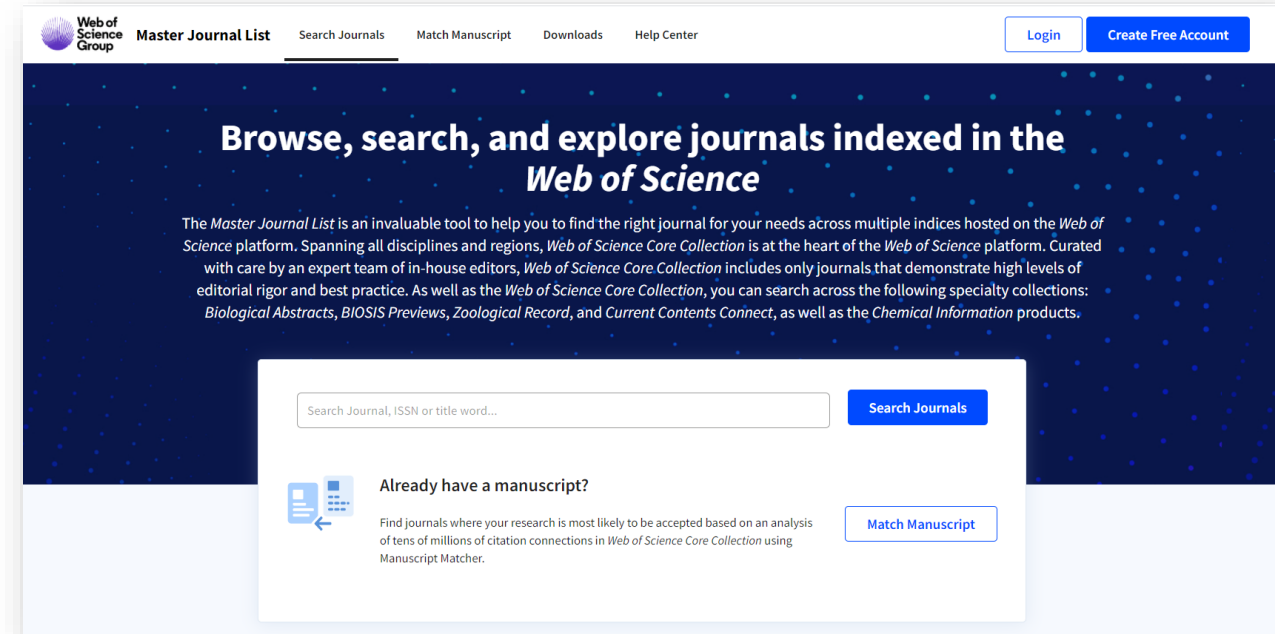 Web of
Science
Group
Master Journal List
Search Journals
Match Manuscript
Downloads
Help Center
Login
Create Free Account
Browse, search, and explore journals indexed in the
Web of Science
The Master Journal List is an invaluable tool to help you to find the right journal for your needs across multiple indices hosted on the Web of
Science platform. Spanning all disciplines and regions, Web of Science Core Collection is at the heart of the Web of Science platform. Curated
with care by an expert team of in-house editors, Web of Science Core Collection includes only journals that demonstrate high levels of
editorial rigor and best practice. As well as the Web of Science Core Collection, you can search across the following specialty collections:
Biological Abstracts, BIOSIS Previews, Zoological Record, and Current Contents Connect, as well as the Chemical Information products.
Search Journal, ISSN or title word...
Search Journals
Already have a manuscript?
Find journals where your research is most likely to be accepted based on an analysis
of tens of millions of citation connections in Web of Science Core Collection using
Manuscript Matcher.
Match Manuscript